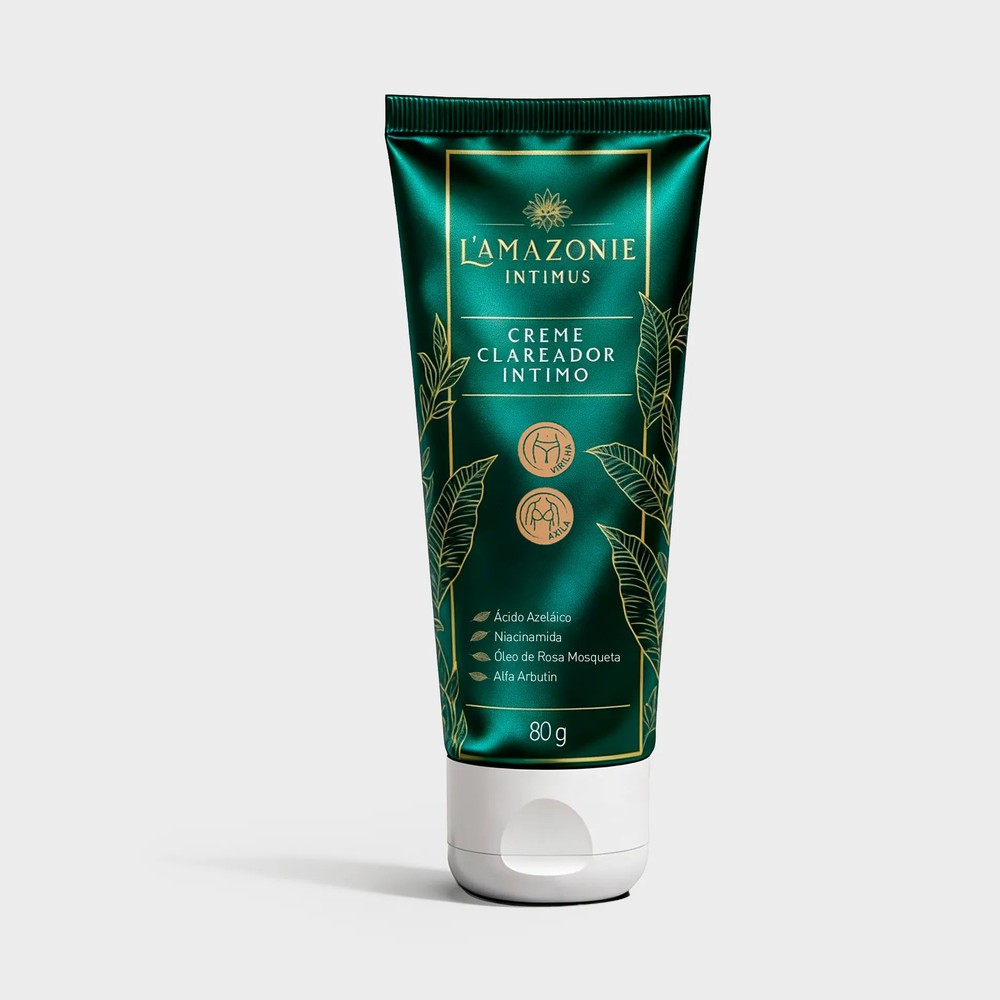 L'AMAZONIE
INTIMUS
CREME
CLAREADOR
INTIMO
VIRILHA
AXILA
Ácido Azeláico
Niacinamida
Óleo de Rosa Mosqueta
Alfa Arbutin
80 g